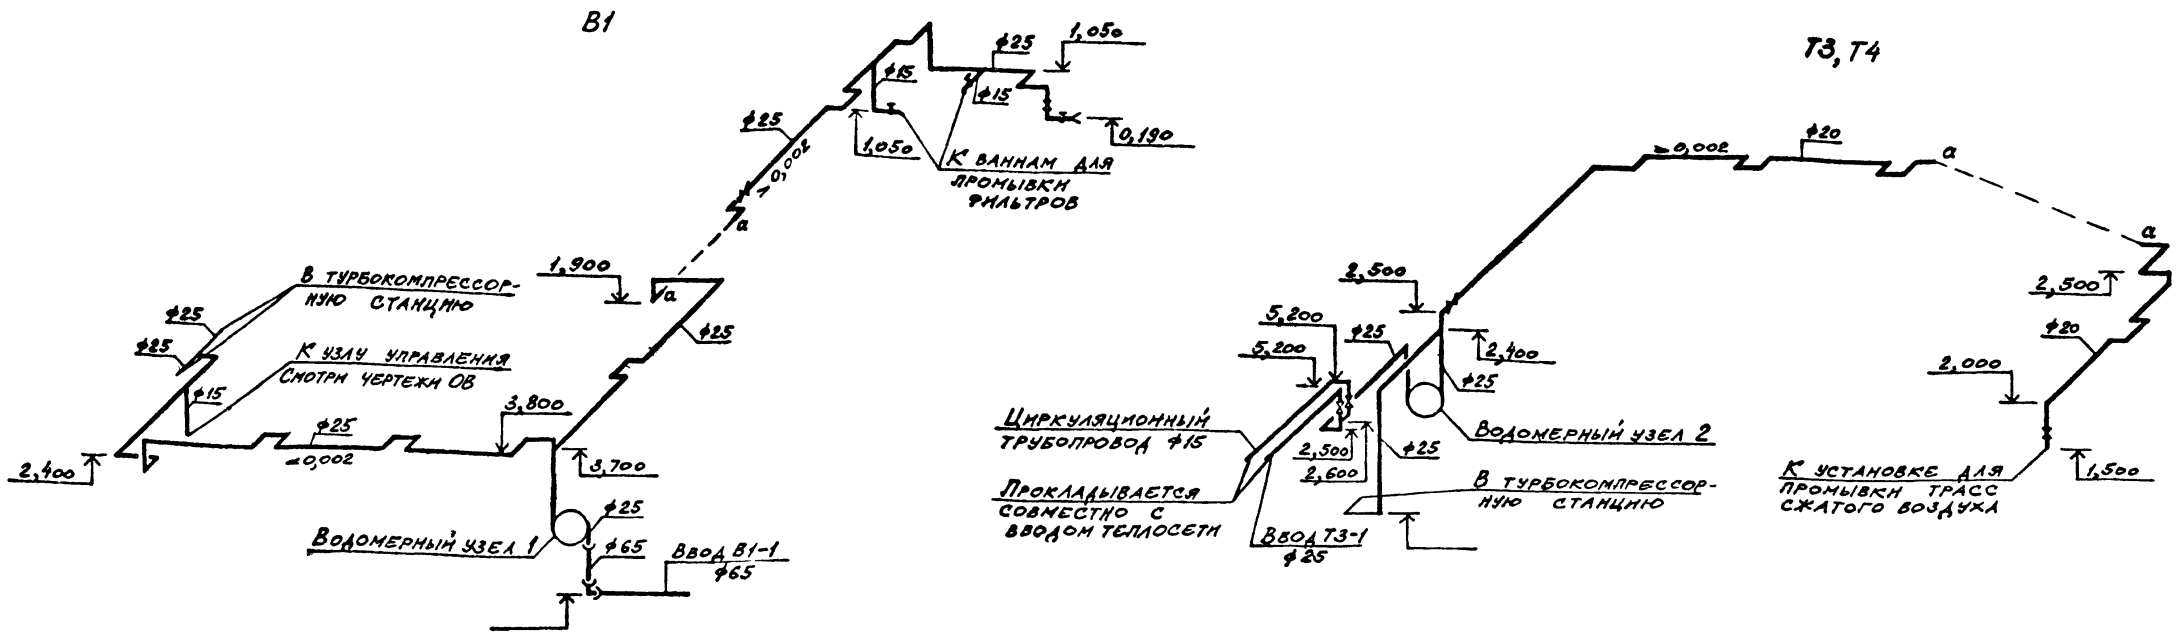 В1
Т3, Т4
ф25
1,050
ф15
ф15
ф25
0,002
1,050
0,190
К ВАННАМ ДЛЯ
ПРОМЫВКИ
ФИЛЬТРОВ
а
1,900
а
В ТУРБОКОМПРЕССОР-
НУЮ СТАНЦИЮ
ф25
ф25
ф25
К УЗЛУ УПРАВЛЕНИЯ
СМОТРИ ЧЕРТЕЖИ ОВ
ф15
3,800
ф25
0,002
2,400
3,700
ф25
ВОДОМЕРНЫЙ УЗЕЛ 1
ф65
ВВОД В1-1
ф65
0,002
ф20
а
а
2,500
2,500
5,200
ф25
5,200
2,400
ф20
2,000
ф25
ЦИРКУЛЯЦИОННЫЙ
ТРУБОПРОВОД ф15
ВОДОМЕРНЫЙ УЗЕЛ 2
2,500
ф25
2,600
1,500
К УСТАНОВКЕ ДЛЯ
ПРОМЫВКИ ТРАСС
СЖАТОГО ВОЗДУХА
В ТУРБОКОМПРЕССОР-
НУЮ СТАНЦИЮ
ПРОКЛАДЫВАЕТСЯ
СОВМЕСТНО С
ВВОДОМ ТЕПЛОСЕТИ
ВВОД Т3-1
ф25